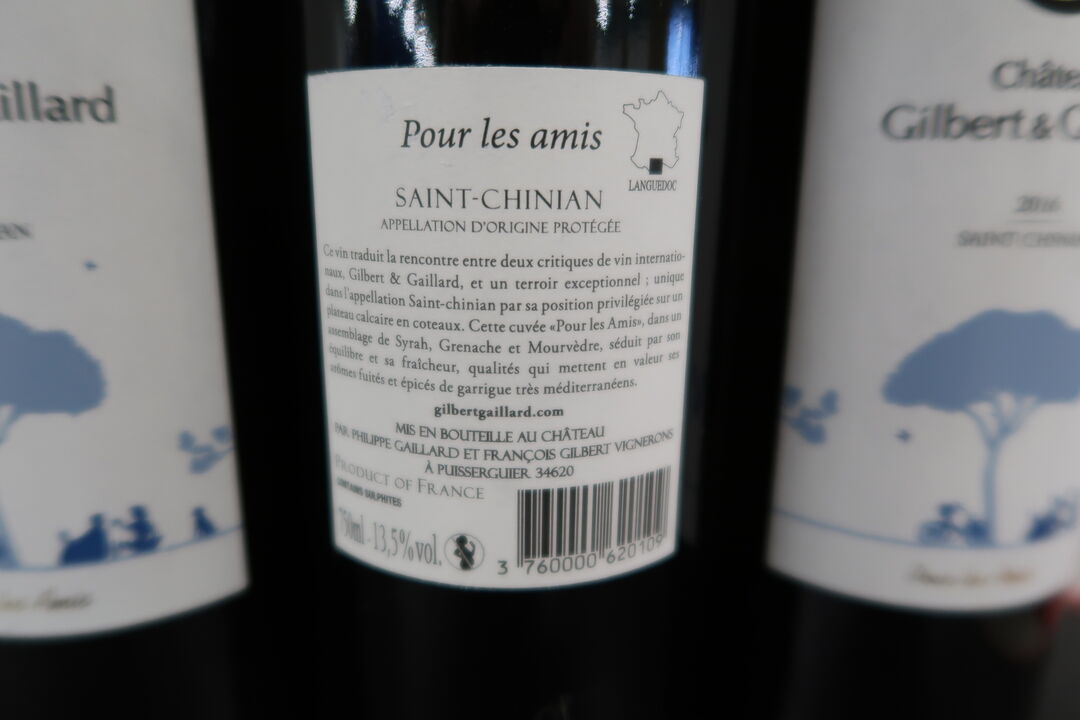 illard
Pour les amis
LANGUEDOC
SAINT-CHINIAN
APPELLATION D'ORIGINE PROTÉGÉE
Ce vin traduit la rencontre entre deux critiques de vin internatio-
naux, Gilbert & Gaillard, et un terroir exceptionnel ; unique
dans l'appellation Saint-chinian par sa position privilégiée sur un
plateau calcaire en coteaux. Cette cuvée «Pour les Amis», dans un
assemblage de Syrah, Grenache et Mourvèdre, séduit par son
équilibre et sa fraîcheur, qualités qui mettent en valeur ses
arômes fuités et épicés de garrigue très méditerranéens.
gilbertgaillard.com
MIS EN BOUTEILLE AU CHÂTEAU
PAR PHILIPPE GAILLARD ET FRANÇOIS GILBERT VIGNERONS
À PUISSERGUIER 34620
PRODUCT OF FRANCE
CONTAINS SULPHITES
750ml - 13,5% vol.
3 760000 620109
Châte
Gilbert & G
2016
SAINT-CHINI